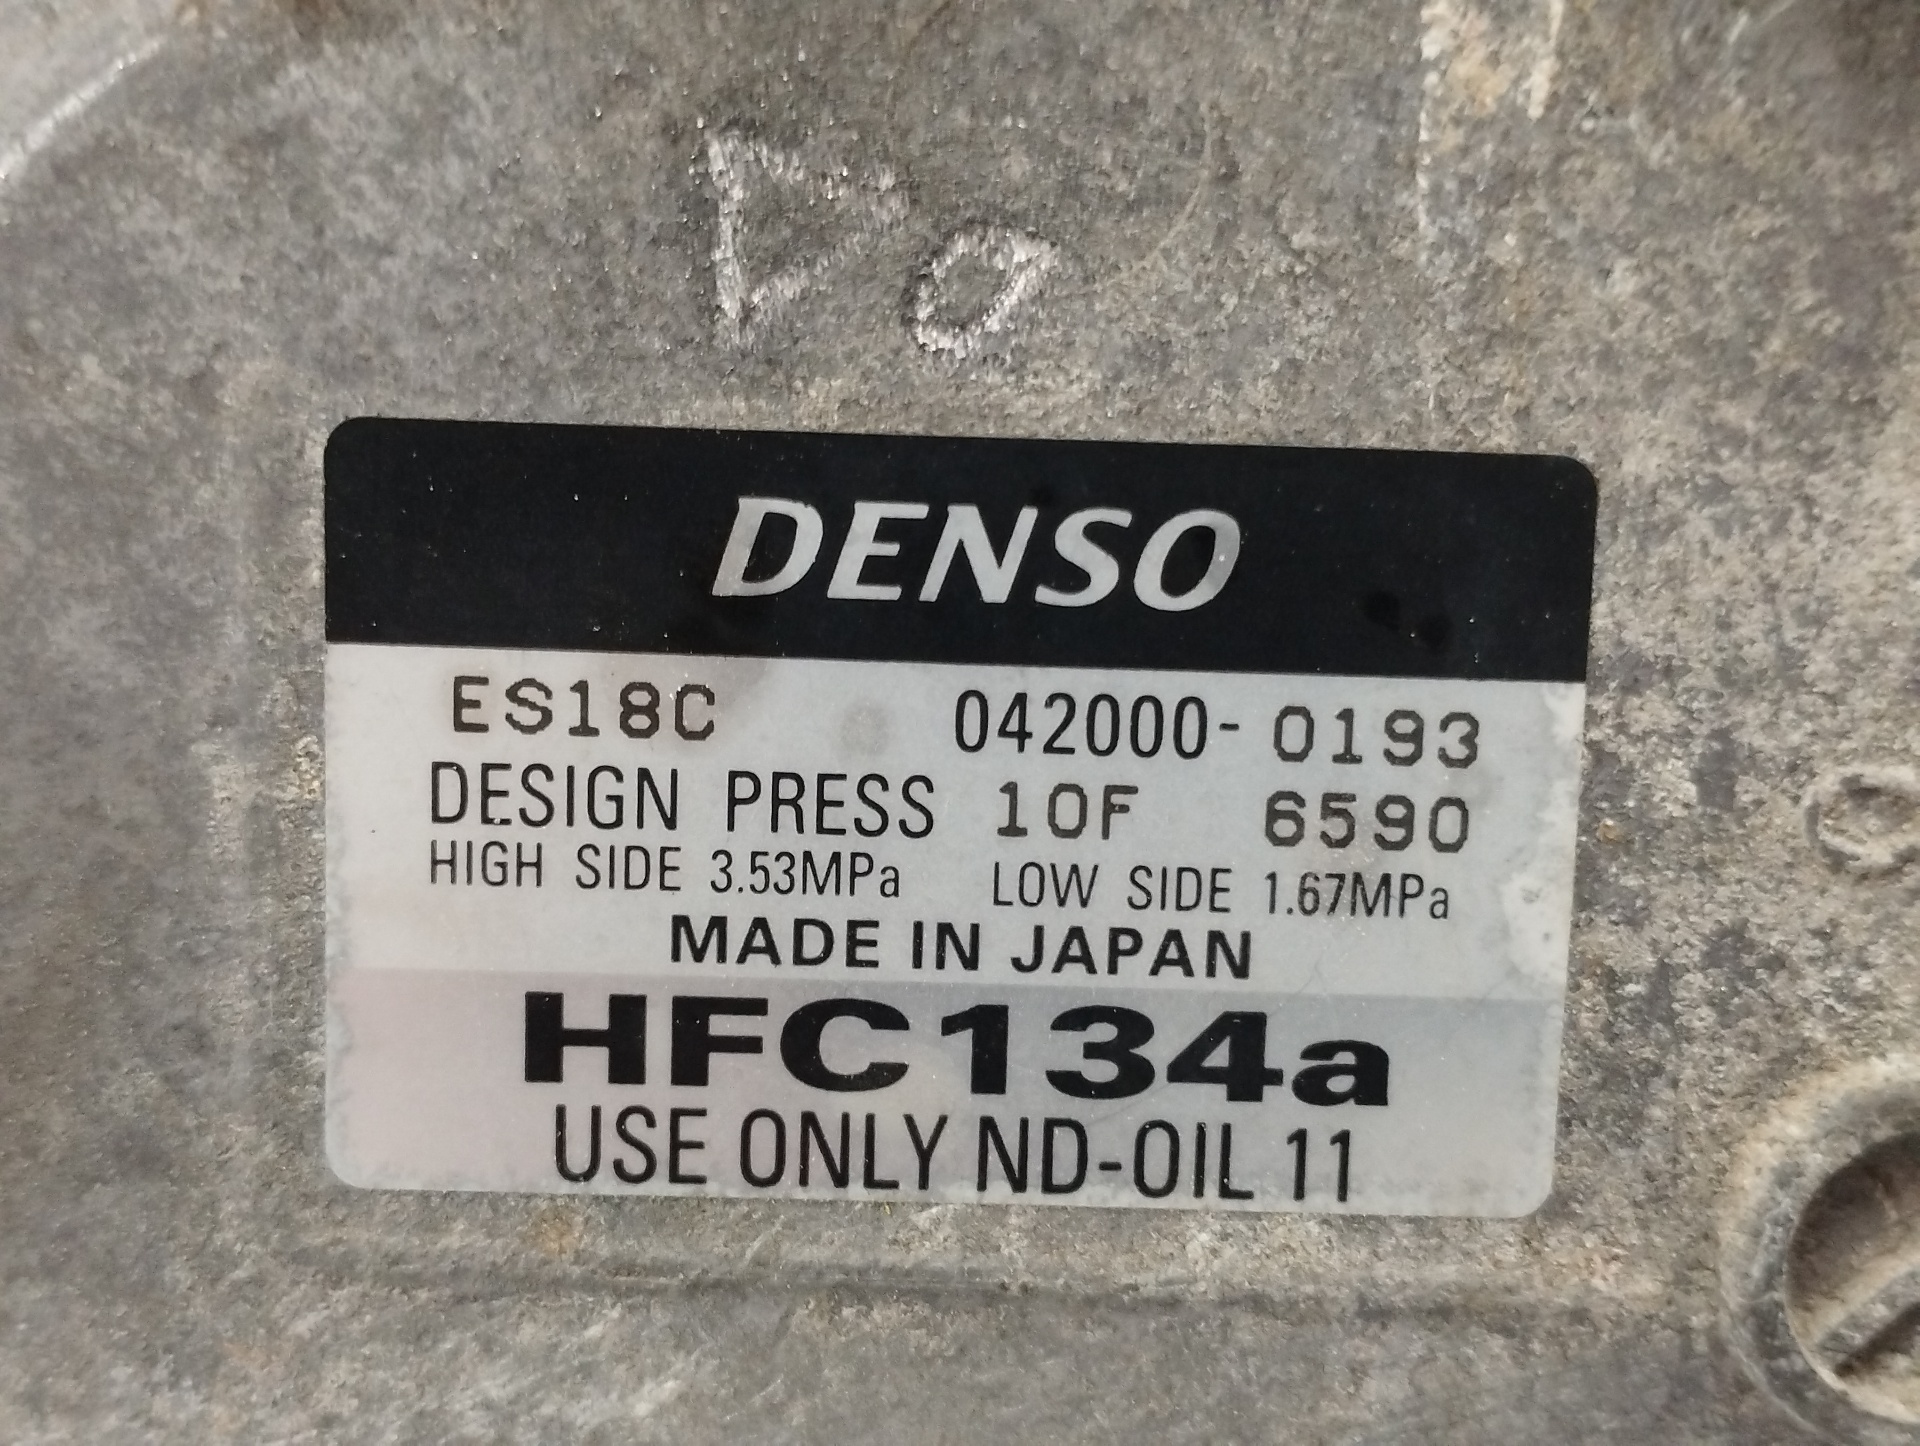 DENSO
ES18C 042000-0193
DESIGN PRESS 10F 6590
HIGH SIDE 3.53MPa LOW SIDE 1.67MPa
MADE IN JAPAN
HFC134a
USE ONLY ND-OIL 11